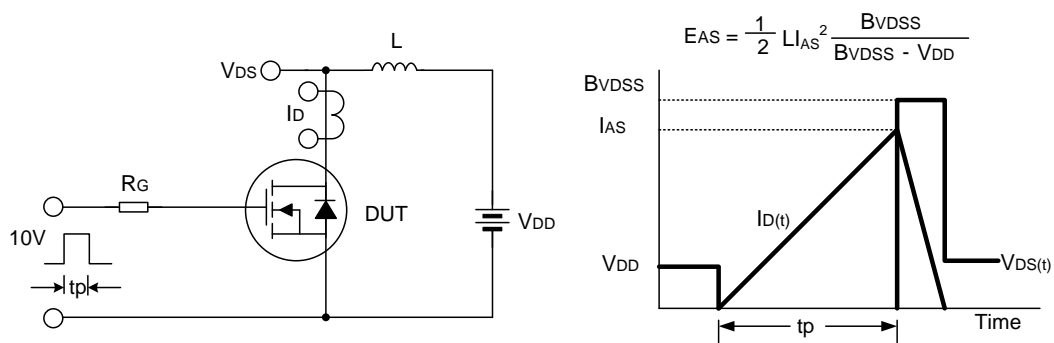 L
VDS
ID
RG
10V
tp
DUT
VDD
EAS = 1/2 LIAS² BVDSS / BVDSS - VDD
BVDSS
IAS
ID(t)
VDD
VDS(t)
tp
Time